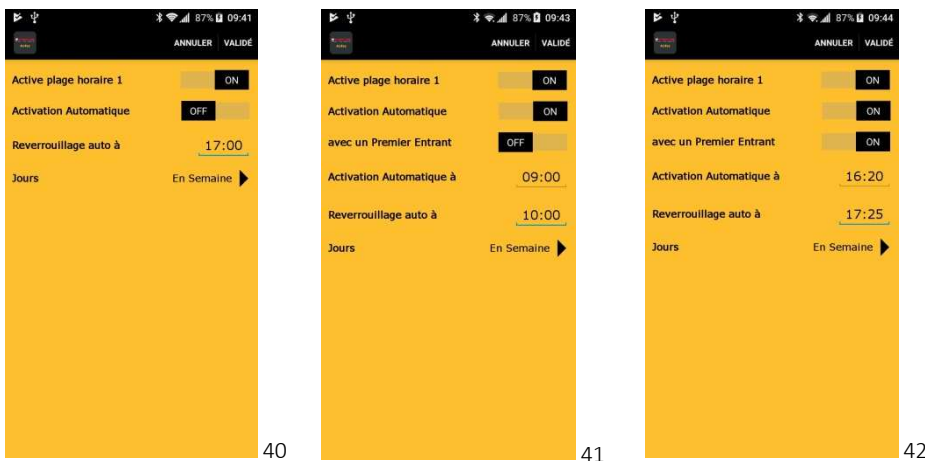 87% 09:41
ANNULER VALIDÉ
Active plage horaire 1 ON
Activation Automatique OFF
Reverrouillage auto à 17:00
Jours En Semaine
40
87% 09:43
ANNULER VALIDÉ
Active plage horaire 1 ON
Activation Automatique ON
avec un Premier Entrant OFF
Activation Automatique à 09:00
Reverrouillage auto à 10:00
Jours En Semaine
41
87% 09:44
ANNULER VALIDÉ
Active plage horaire 1 ON
Activation Automatique ON
avec un Premier Entrant ON
Activation Automatique à 16:20
Reverrouillage auto à 17:25
Jours En Semaine
42